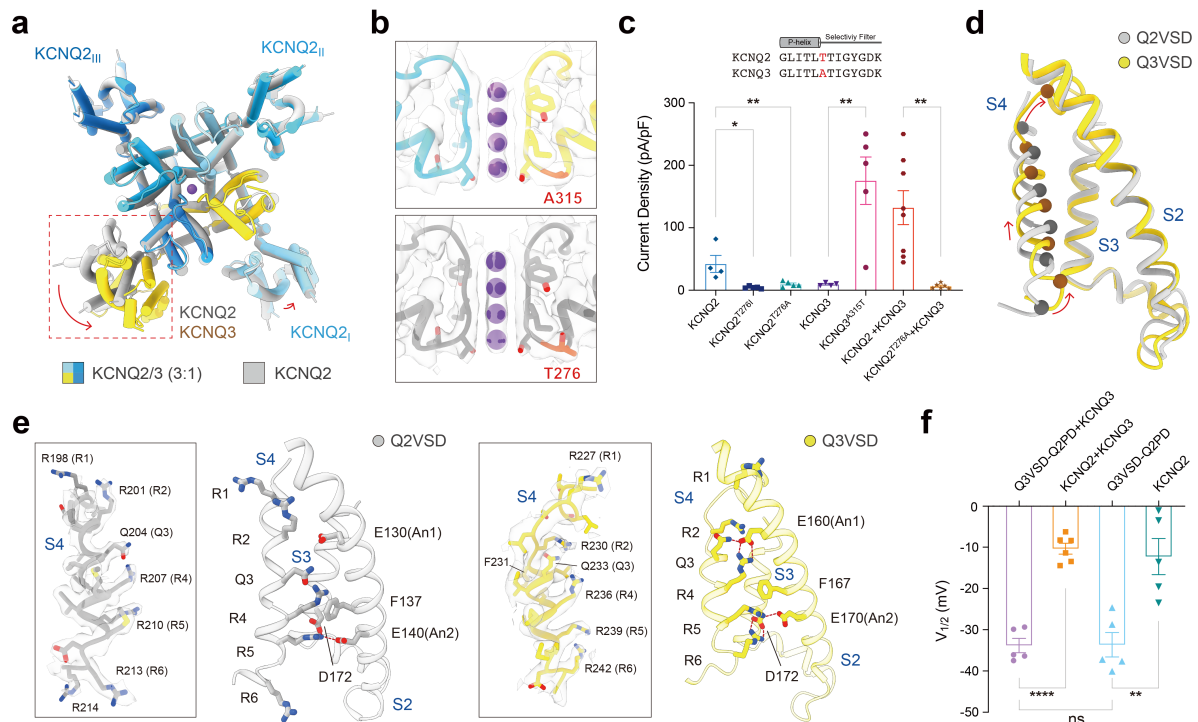 a
KCNQ2III
KCNQ2II
KCNQ2
KCNQ3
KCNQ2I
KCNQ2/3 (3:1)
KCNQ2
b
A315
T276
c
P-helix
Selectiviy Filter
KCNQ2 GLITLTTIGYGDK
KCNQ3 GLITLATIGYGDK
Current Density (pA/pF)
300
250
200
150
100
50
0
**
*
**
**
KCNQ2
KCNQ2T276I
KCNQ2T276A
KCNQ3
KCNQ3A315T
KCNQ2+KCNQ3
KCNQ2T276A+KCNQ3
d
Q2VSD
Q3VSD
S4
S2
S3
e
R198 (R1)
R201 (R2)
Q204 (Q3)
S4
R207 (R4)
R210 (R5)
R213 (R6)
R214
Q2VSD
S4
R1
R2
E130(An1)
S3
Q3
R4
F137
E140(An2)
R5
D172
R6
S2
R227 (R1)
S4
R230 (R2)
F231
Q233 (Q3)
R236 (R4)
R239 (R5)
R242 (R6)
Q3VSD
R1
S4
R2
E160(An1)
Q3
S3
R4
F167
E170(An2)
R5
R6
S2
D172
f
Q3VSD-Q2PD+KCNQ3
KCNQ2+KCNQ3
Q3VSD-Q2PD
KCNQ2
V1/2 (mV)
0
-10
-20
-30
-40
-50
****
**
ns